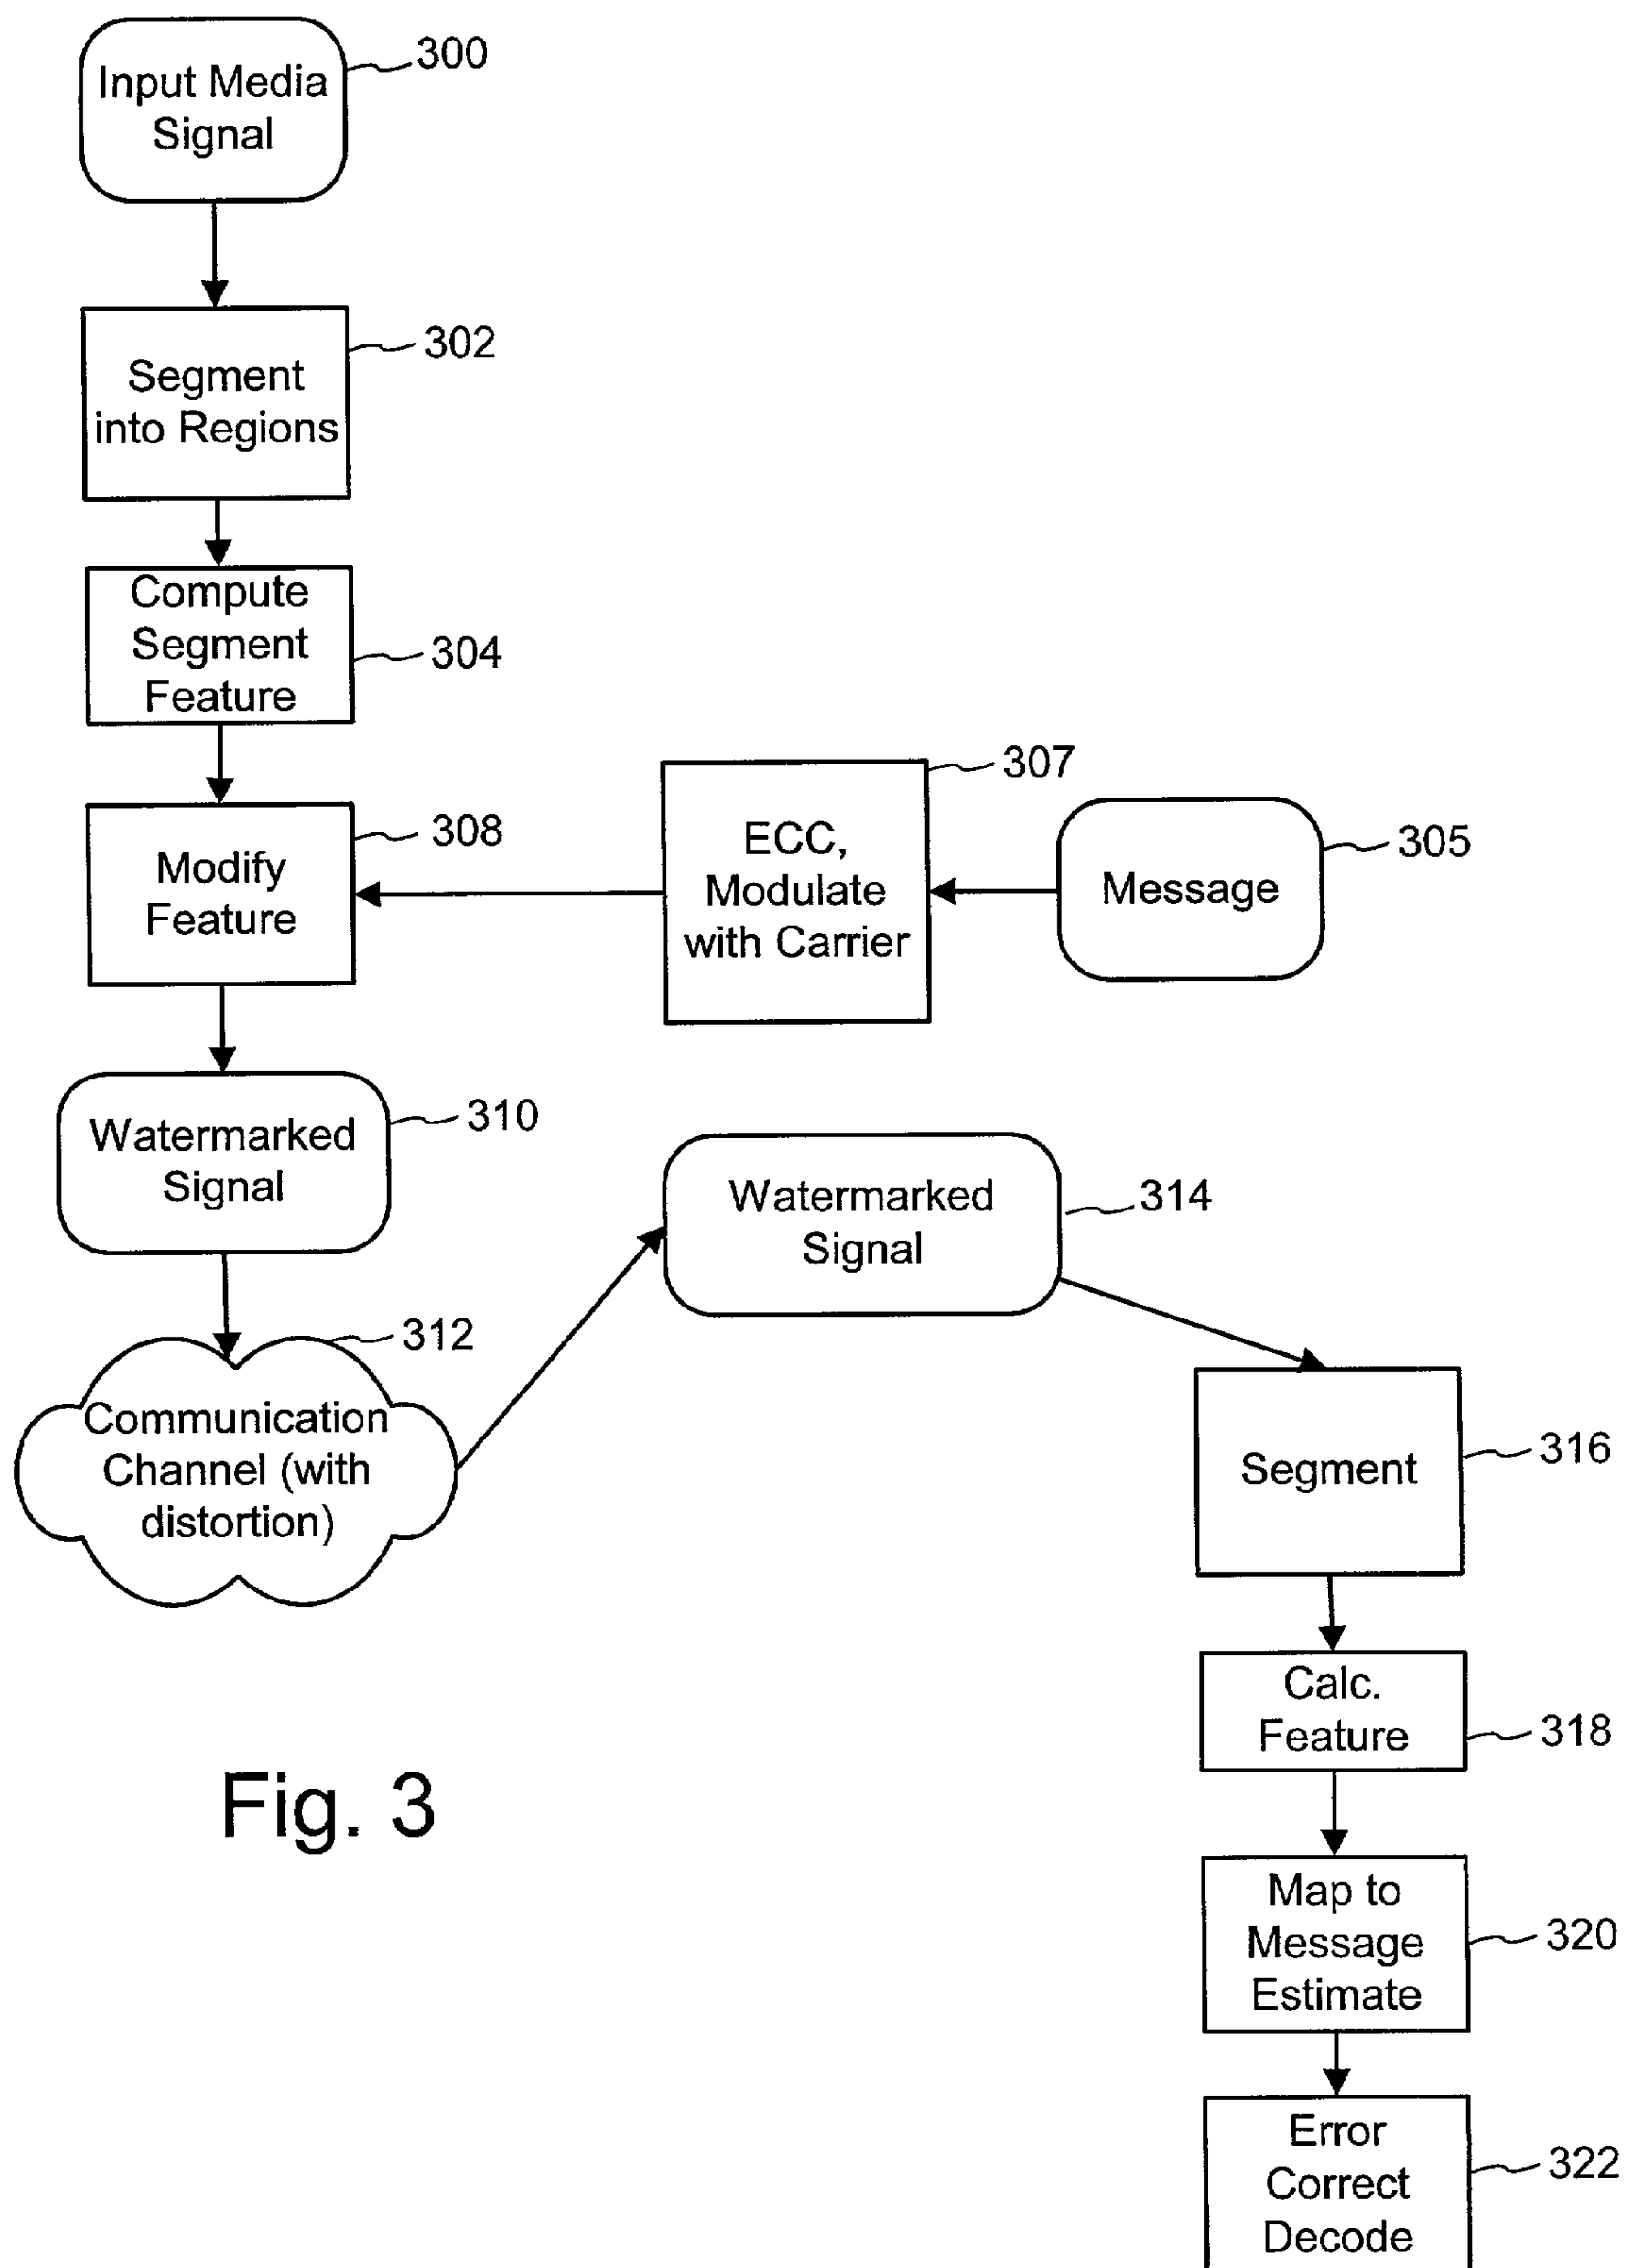 Input Media
Signal
300
Segment
into Regions
302
Compute
Segment
Feature
304
Modify
Feature
308
ECC,
Modulate
with Carrier
307
Message
305
Watermarked
Signal
310
Communication
Channel (with
distortion)
312
Watermarked
Signal
314
Segment
316
Calc.
Feature
318
Map to
Message
Estimate
320
Error
Correct
Decode
322
Fig. 3